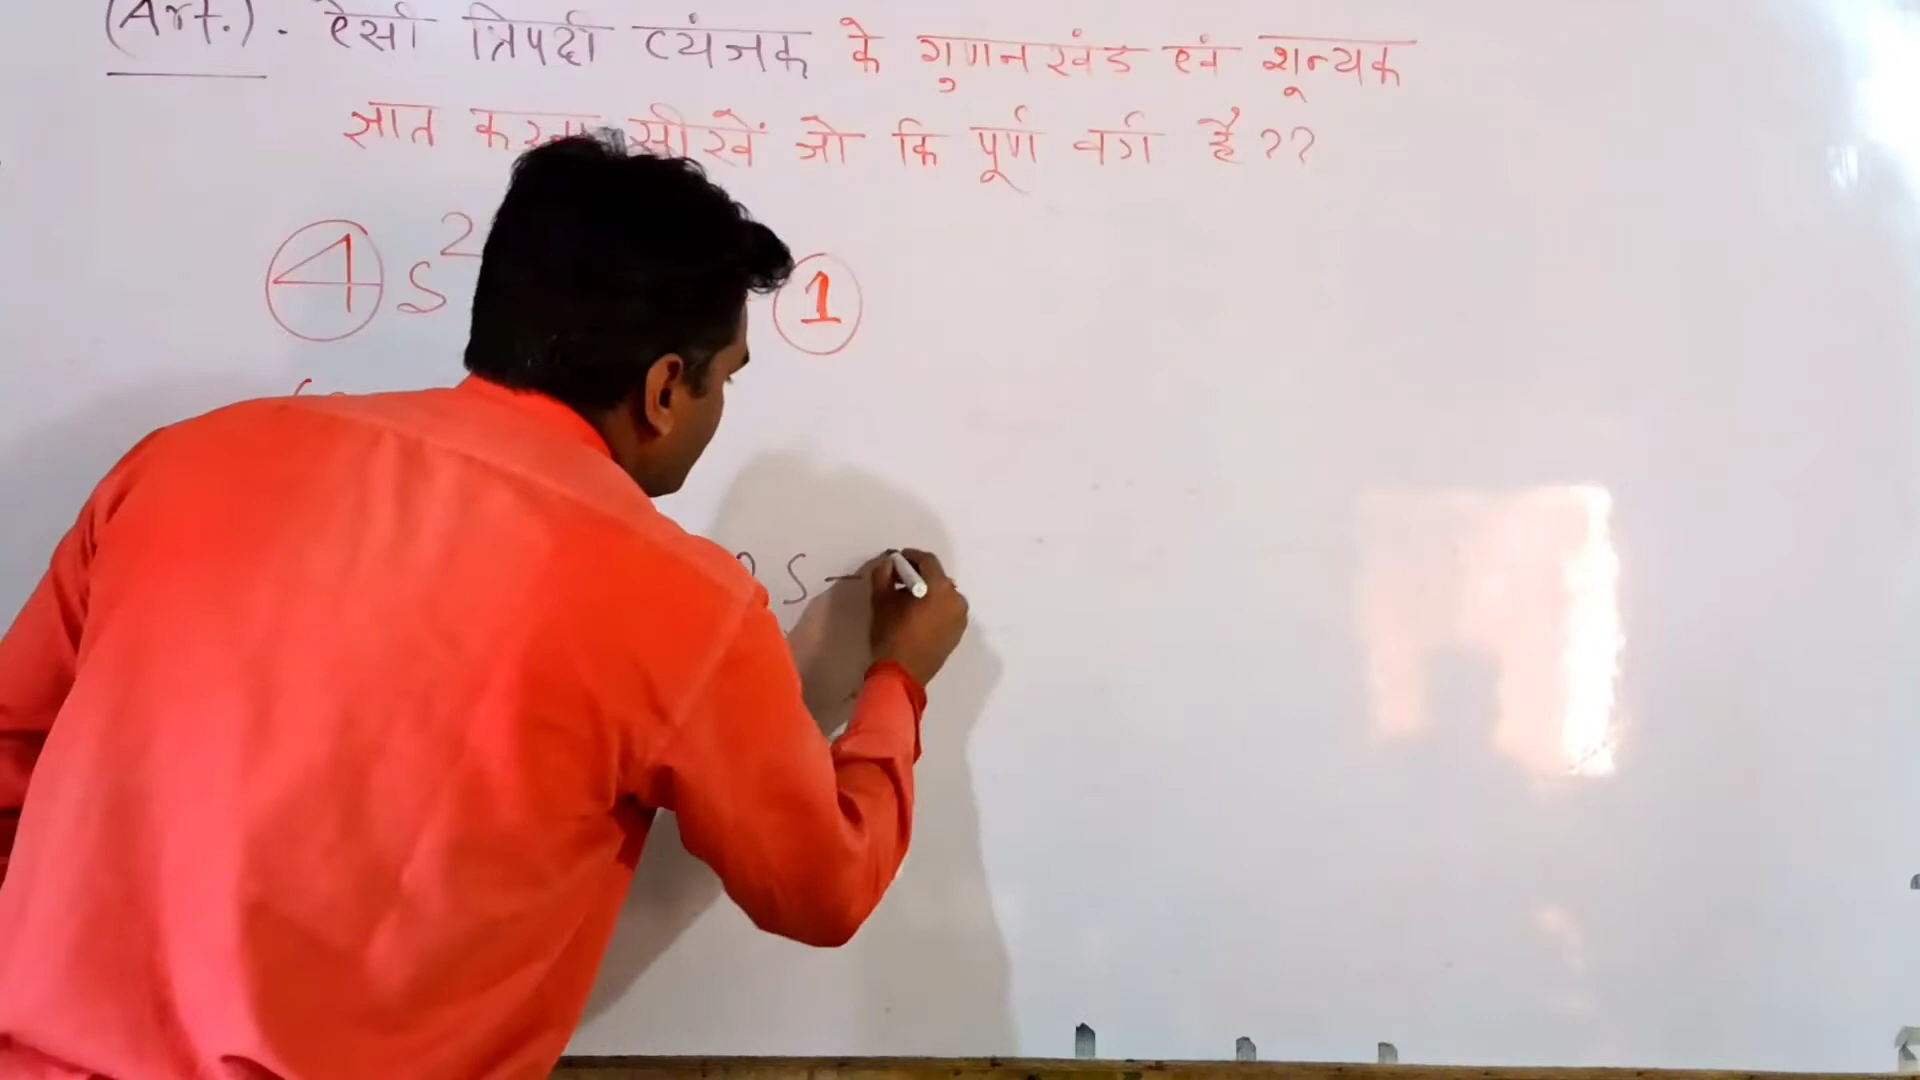 (Art.). ऐसी त्रिपदी व्यंजक के गुणनखंड एवं शून्यक
ज्ञात करना सीखें जो कि पूर्ण वर्ग है??
4 s² 1
s -